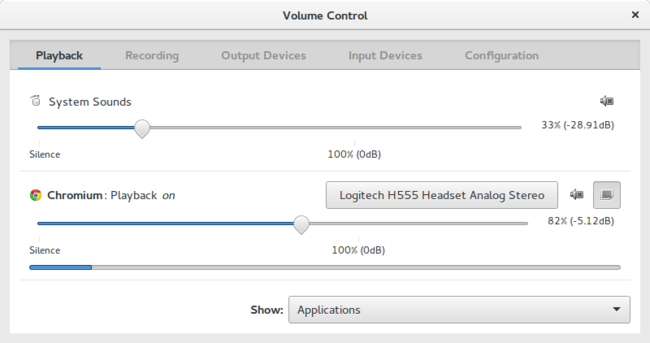 Volume Control ×
Playback Recording Output Devices Input Devices Configuration
System Sounds
33% (-28.91dB)
Silence 100% (0dB)
Chromium: Playback on Logitech H555 Headset Analog Stereo
82% (-5.12dB)
Silence 100% (0dB)
Show: Applications